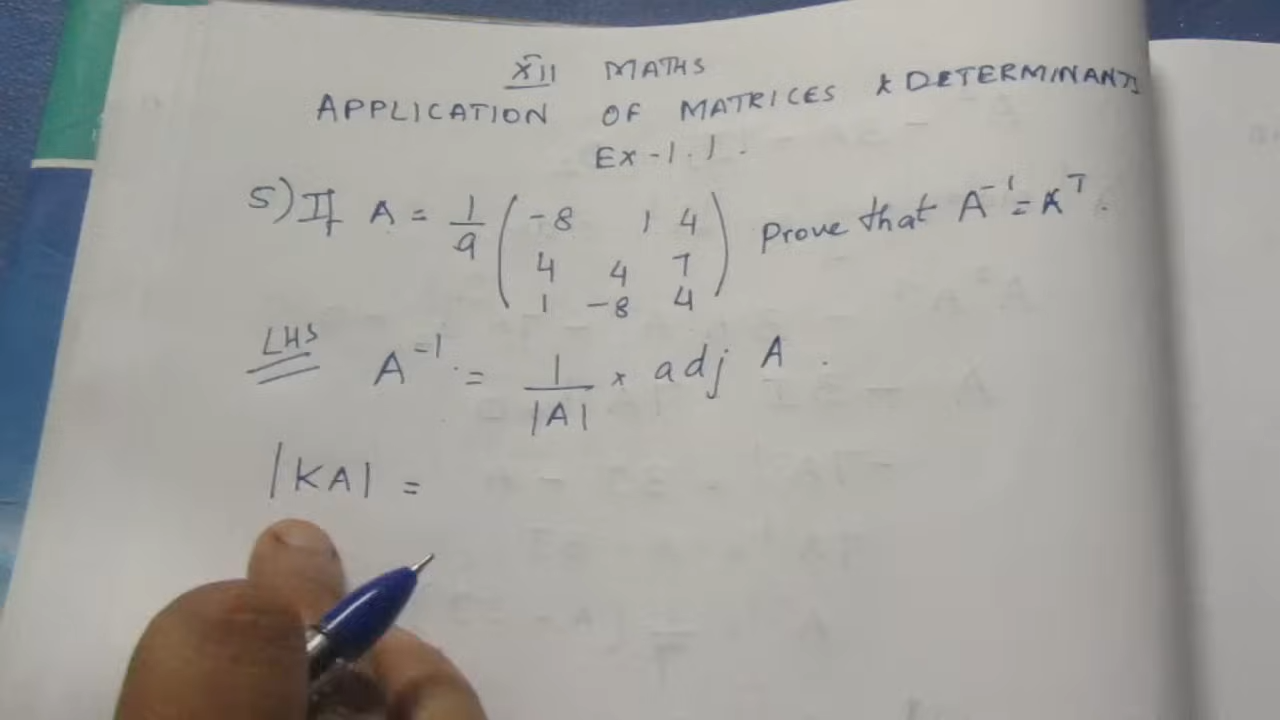 XII MATHS
APPLICATION OF MATRICES & DETERMINANTS
Ex-1.1.
5) If A = 1/9 ( -8 1 4 Prove that A⁻¹ = Aᵀ.
4 4 7
1 -8 4 )
LHS A⁻¹ = 1/|A| × adj A.
|KA| =